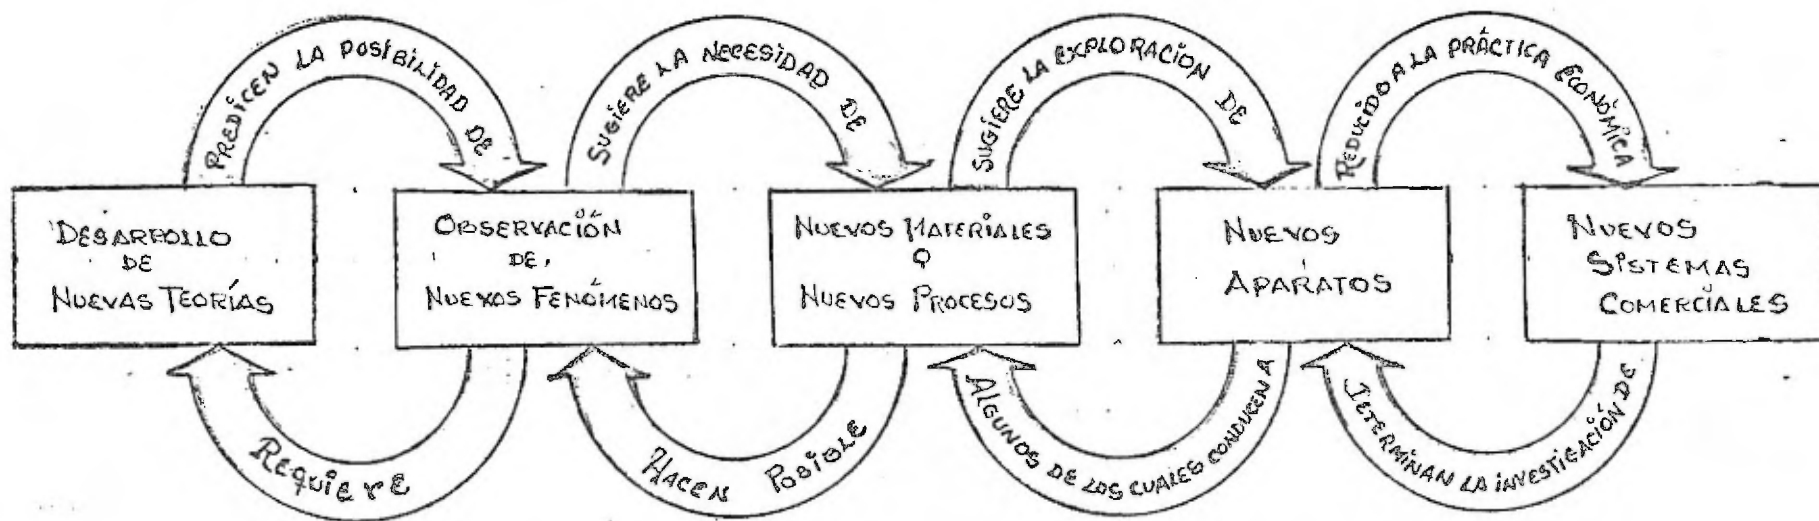 PREDICEN LA POSIBILIDAD DE
SUGIERE LA NECESIDAD DE
SUGIERE LA EXPLORACION DE
REDUCIDO A LA PRÁCTICA ECONÓMICA
DESARROLLO
DE
NUEVAS TEORÍAS
OBSERVACIÓN
DE
NUEVOS FENÓMENOS
NUEVOS MATERIALES
O
NUEVOS PROCESOS
NUEVOS
APARATOS
NUEVOS
SISTEMAS
COMERCIALES
REQUIERE
HACEN POSIBLE
ALGUNOS DE LOS CUALES CONDUCEN A
DETERMINAN LA INVESTIGACIÓN DE